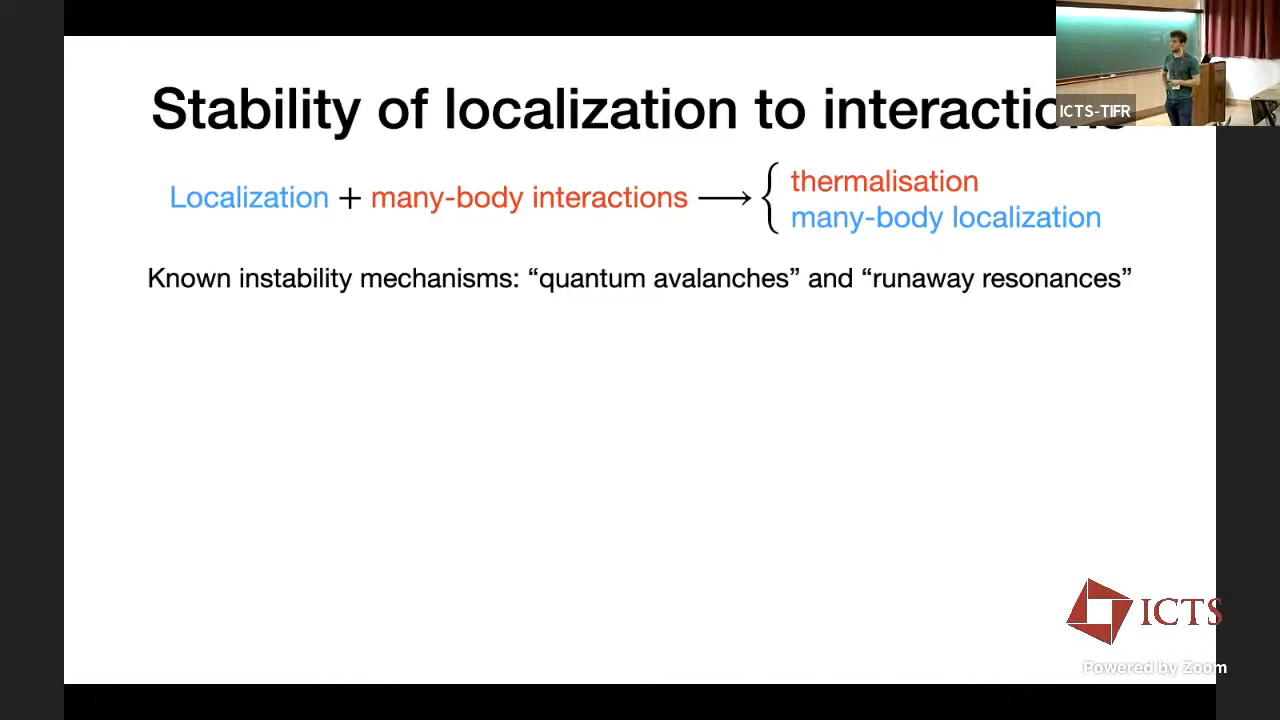 Stability of localization to interactions
ICTS-TIFR
Localization + many-body interactions ⟶ { thermalisation
many-body localization
Known instability mechanisms: “quantum avalanches” and “runaway resonances”
ICTS
Powered by Zoom